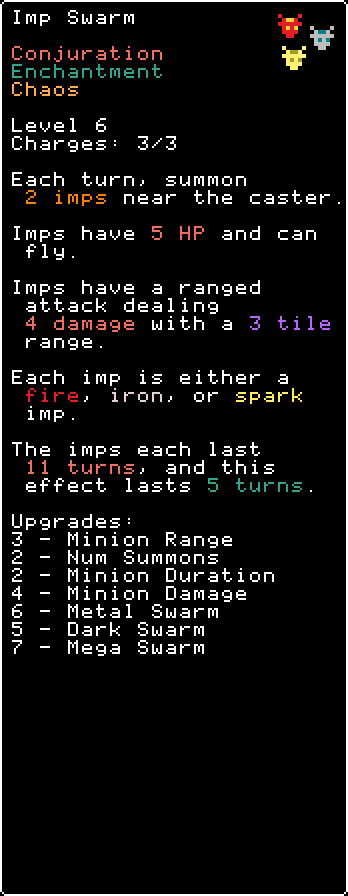 Imp Swarm
Conjuration
Enchantment
Chaos
Level 6
Charges: 3/3
Each turn, summon
2 imps near the caster.
Imps have 5 HP and can
fly.
Imps have a ranged
attack dealing
4 damage with a 3 tile
range.
Each imp is either a
fire, iron, or spark
imp.
The imps each last
11 turns, and this
effect lasts 5 turns.
Upgrades:
3 - Minion Range
2 - Num Summons
2 - Minion Duration
4 - Minion Damage
6 - Metal Swarm
5 - Dark Swarm
7 - Mega Swarm